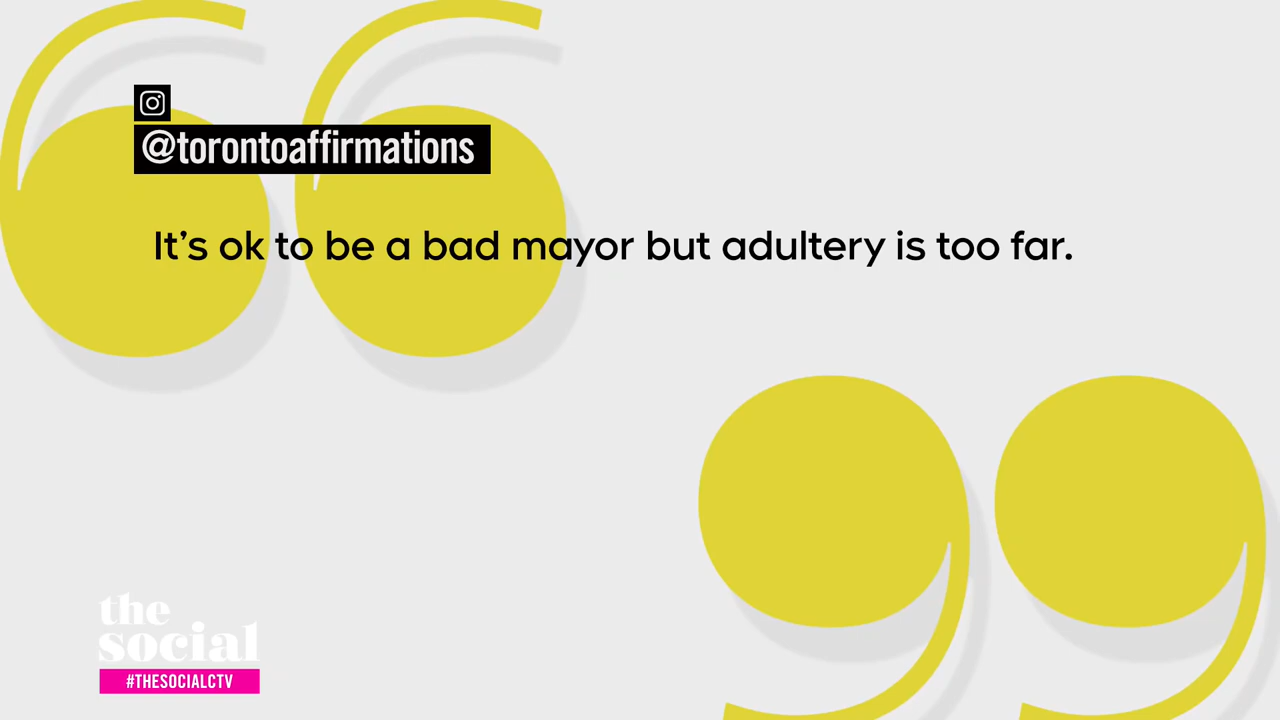 @torontoaffirmations
It's ok to be a bad mayor but adultery is too far.
the
social
#THESOCIALCTV